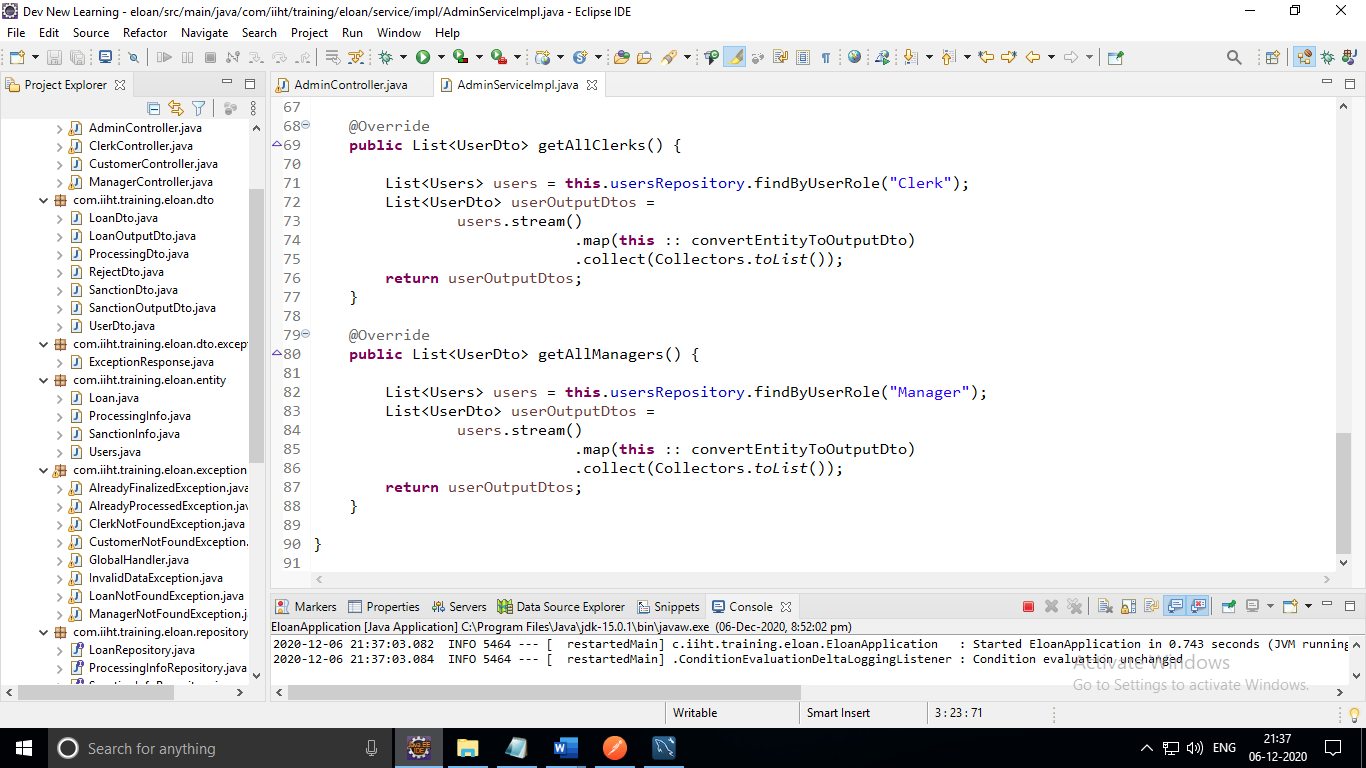 Dev New Learning - eloan/src/main/java/com/iiht/training/eloan/service/impl/AdminServiceImpl.java - Eclipse IDE
File Edit Source Refactor Navigate Search Project Run Window Help
Project Explorer
AdminController.java
ClerkController.java
CustomerController.java
ManagerController.java
com.iiht.training.eloan.dto
LoanDto.java
LoanOutputDto.java
ProcessingDto.java
RejectDto.java
SanctionDto.java
SanctionOutputDto.java
UserDto.java
com.iiht.training.eloan.dto.excep
ExceptionResponse.java
com.iiht.training.eloan.entity
Loan.java
ProcessingInfo.java
SanctionInfo.java
Users.java
com.iiht.training.eloan.exception
AlreadyFinalizedException.java
AlreadyProcessedException.jav
ClerkNotFoundException.java
CustomerNotFoundException.
GlobalHandler.java
InvalidDataException.java
LoanNotFoundException.java
ManagerNotFoundException.j
com.iiht.training.eloan.repository
LoanRepository.java
ProcessingInfoRepository.java
AdminController.java AdminServiceImpl.java
67
68 @Override
69 public List<UserDto> getAllClerks() {
70
71 List<Users> users = this.usersRepository.findByUserRole("Clerk");
72 List<UserDto> userOutputDtos =
73 users.stream()
74 .map(this :: convertEntityToOutputDto)
75 .collect(Collectors.toList());
76 return userOutputDtos;
77 }
78
79 @Override
80 public List<UserDto> getAllManagers() {
81
82 List<Users> users = this.usersRepository.findByUserRole("Manager");
83 List<UserDto> userOutputDtos =
84 users.stream()
85 .map(this :: convertEntityToOutputDto)
86 .collect(Collectors.toList());
87 return userOutputDtos;
88 }
89
90 }
91
Markers Properties Servers Data Source Explorer Snippets Console
EloanApplication [Java Application] C:\Program Files\Java\jdk-15.0.1\bin\javaw.exe (06-Dec-2020, 8:52:02 pm)
2020-12-06 21:37:03.082 INFO 5464 --- [ restartedMain] c.iiht.training.eloan.EloanApplication : Started EloanApplication in 0.743 seconds (JVM running
2020-12-06 21:37:03.084 INFO 5464 --- [ restartedMain] .ConditionEvaluationDeltaLoggingListener : Condition evaluation unchanged
Activate Windows
Go to Settings to activate Windows.
Writable Smart Insert 3 : 23 : 71
Search for anything
ENG
21:37
06-12-2020